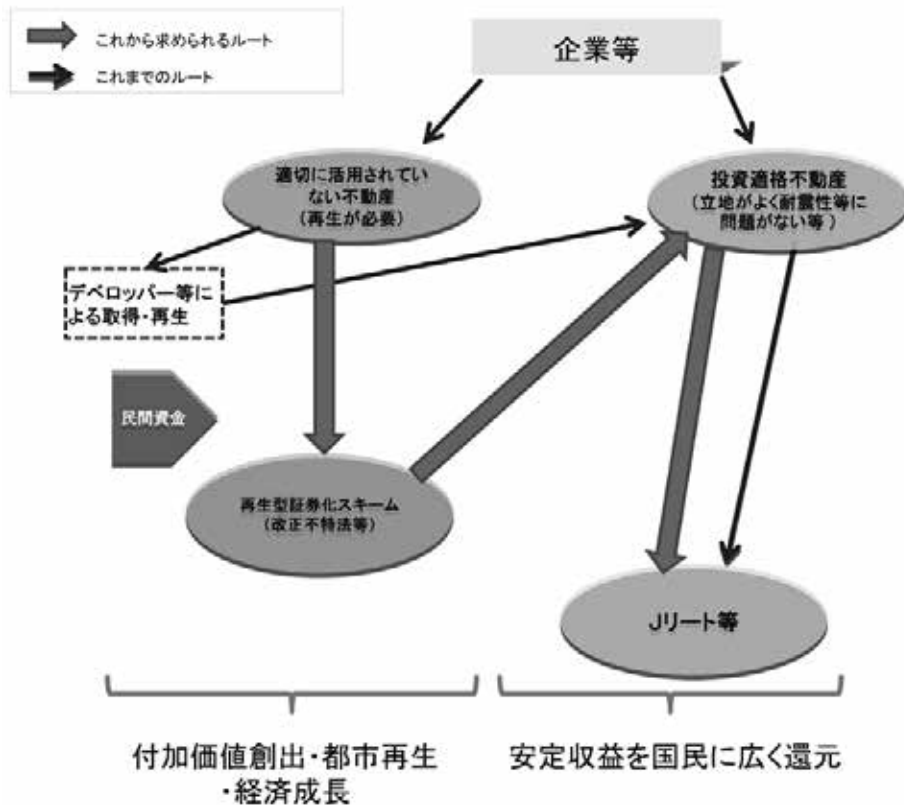 これから求められるルート
これまでのルート
企業等
適切に活用されてい
ない不動産
(再生が必要)
投資適格不動産
(立地がよく耐震性等に
問題がない等)
デベロッパー等に
よる取得・再生
民間資金
再生型証券化スキーム
(改正不特法等)
Jリート等
付加価値創出・都市再生
・経済成長
安定収益を国民に広く還元